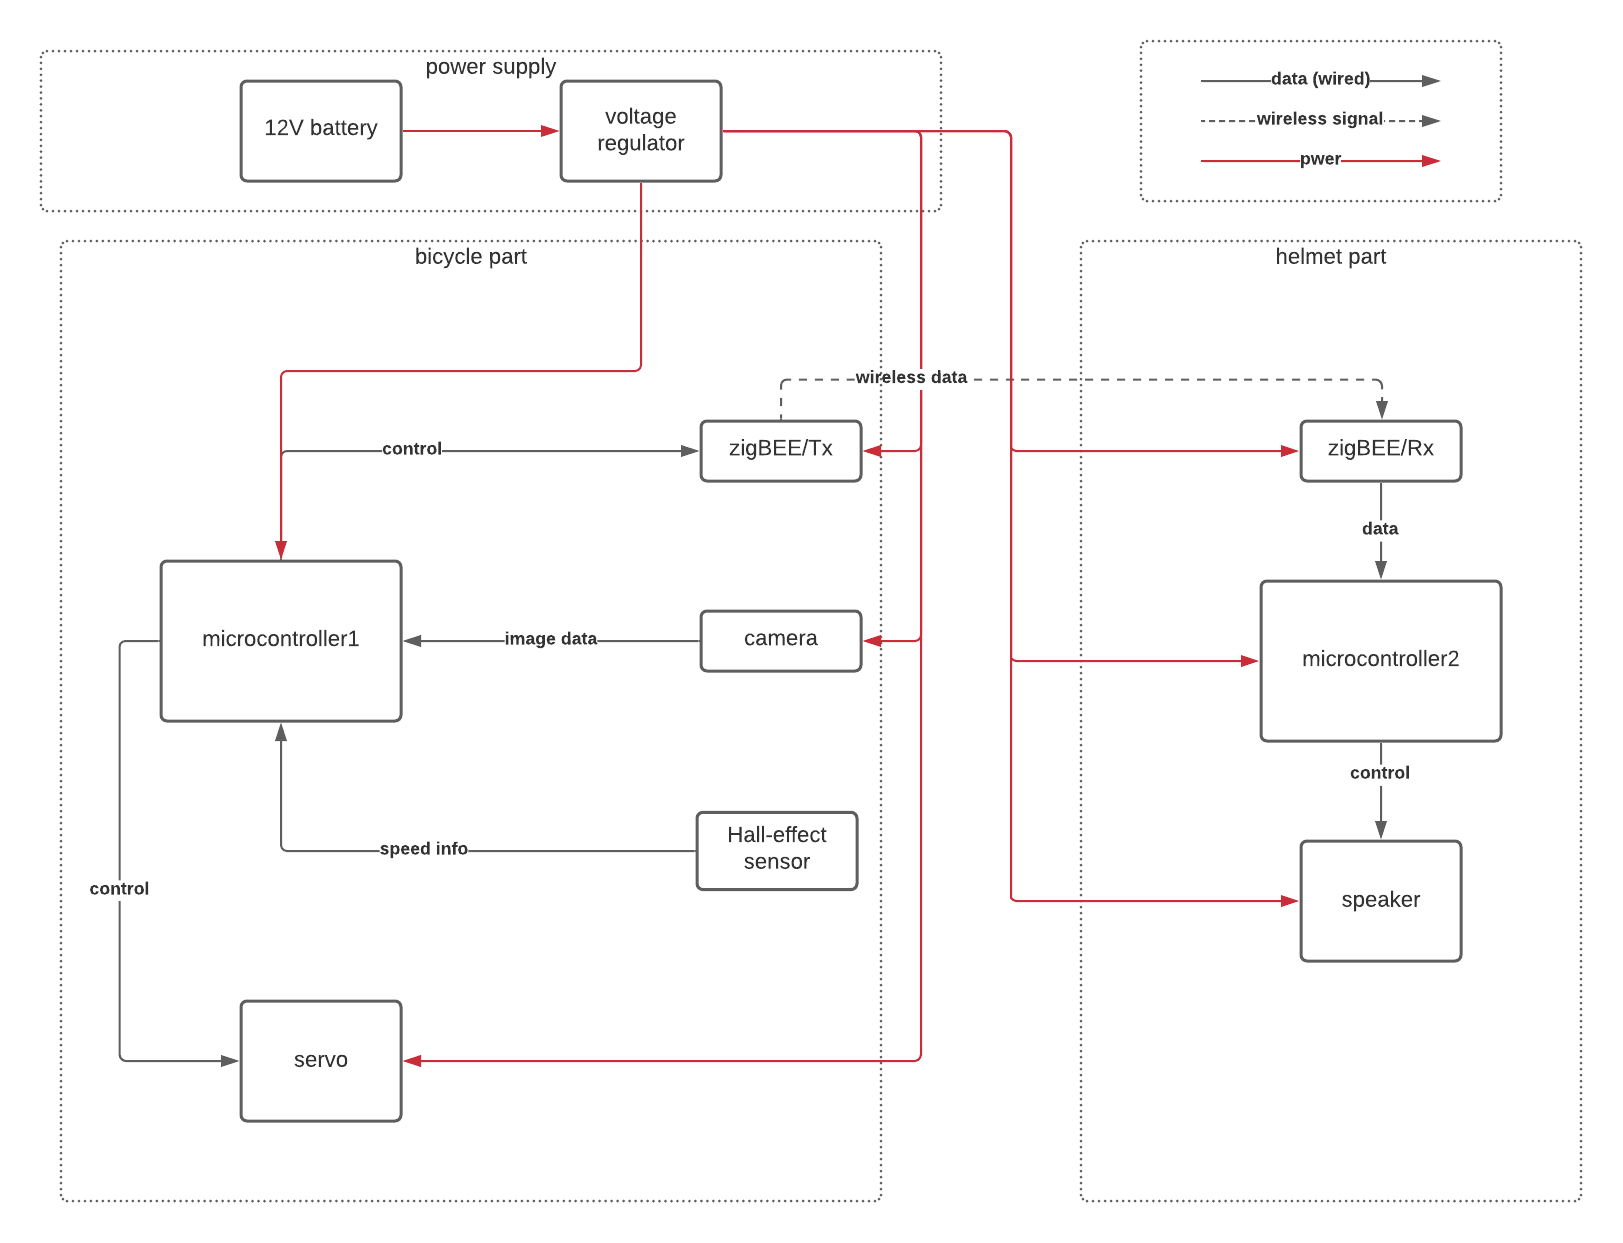 power supply
12V battery
voltage
regulator
data (wired)
wireless signal
pwer
bicycle part
helmet part
wireless data
control
zigBEE/Tx
zigBEE/Rx
data
microcontroller1
image data
camera
microcontroller2
control
speed info
Hall-effect
sensor
control
speaker
servo